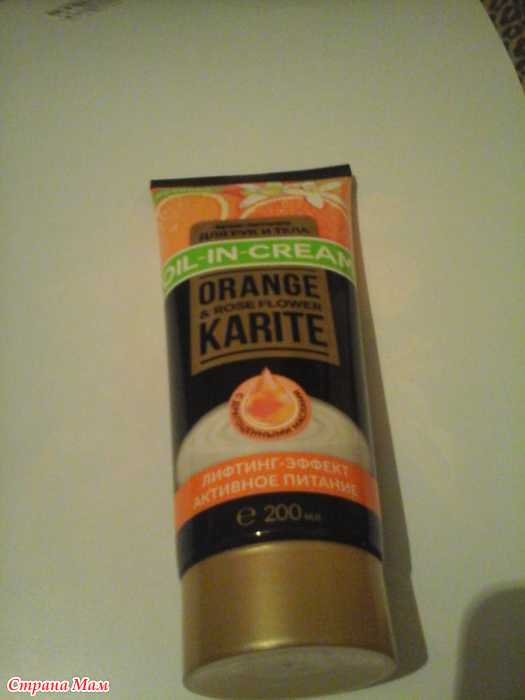 ДЛЯ РУК И ТЕЛА
OIL-IN-CREAM
ORANGE
& ROSE FLOWER
KARITE
ЛИФТИНГ-ЭФФЕКТ
АКТИВНОЕ ПИТАНИЕ
℮ 200 мл
Страна Мам